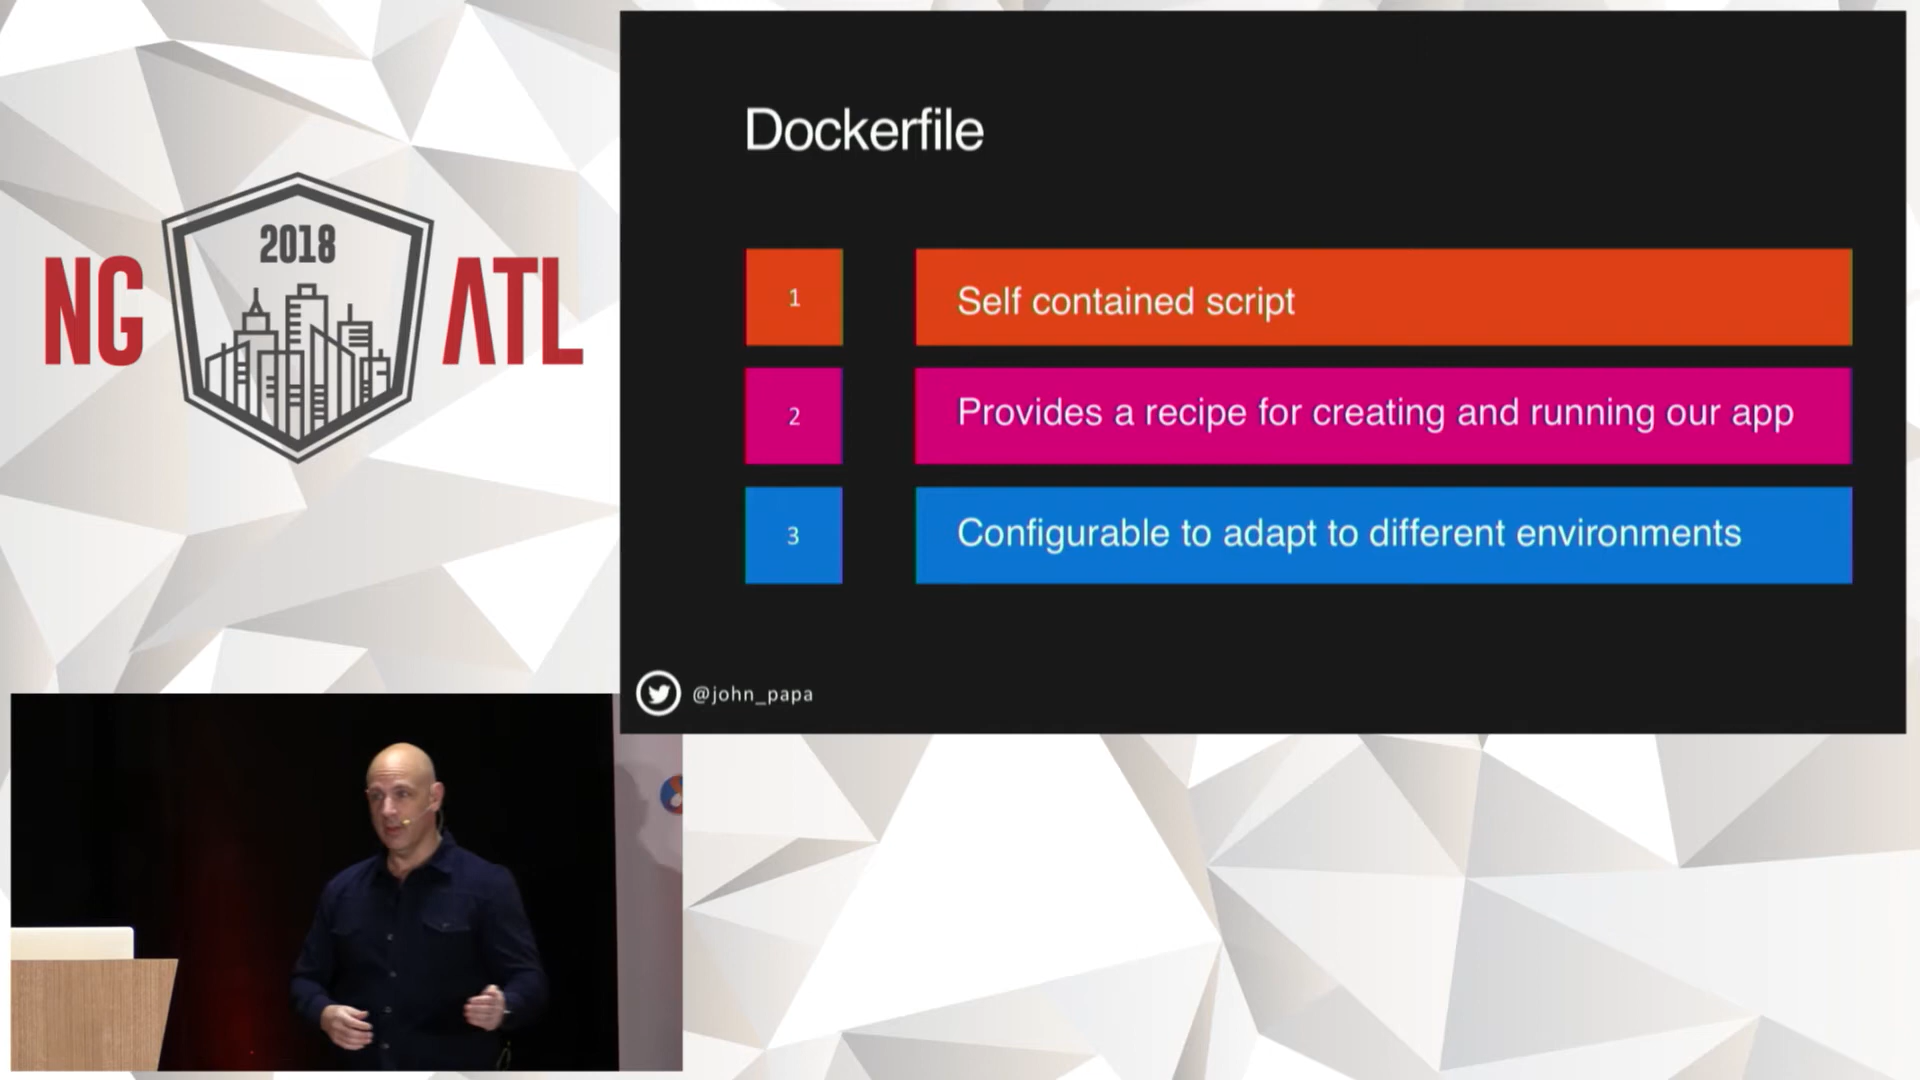 NG
2018
ATL
Dockerfile
1
Self contained script
2
Provides a recipe for creating and running our app
3
Configurable to adapt to different environments
@john_papa